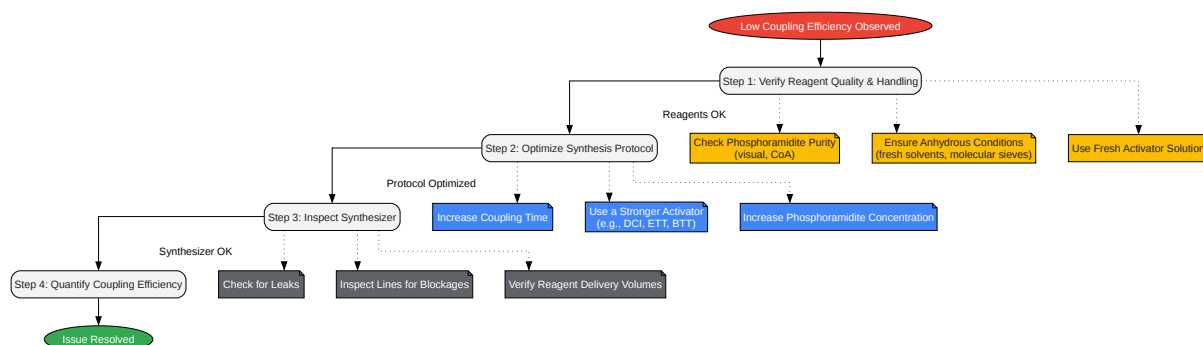 Low Coupling Efficiency Observed
Step 1: Verify Reagent Quality & Handling
Reagents OK
Step 2: Optimize Synthesis Protocol
Check Phosphoramidite Purity
(visual, CoA)
Ensure Anhydrous Conditions
(fresh solvents, molecular sieves)
Use Fresh Activator Solution
Protocol Optimized
Step 3: Inspect Synthesizer
Increase Coupling Time
Use a Stronger Activator
(e.g., DCI, ETT, BTT)
Increase Phosphoramidite Concentration
Synthesizer OK
Step 4: Quantify Coupling Efficiency
Check for Leaks
Inspect Lines for Blockages
Verify Reagent Delivery Volumes
Issue Resolved